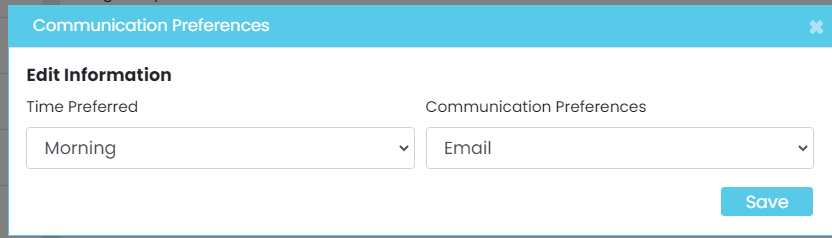 Communication Preferences
Edit Information
Time Preferred
Communication Preferences
Morning
Email
Save